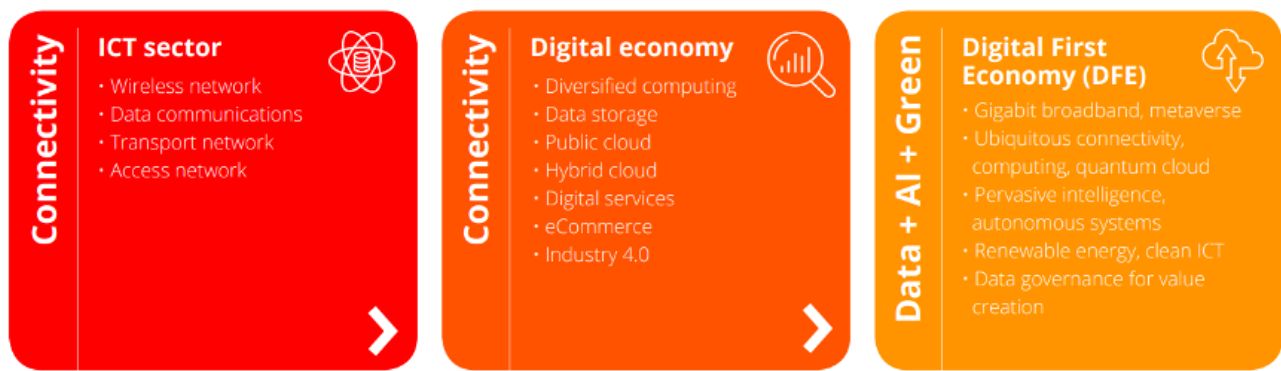 Connectivity
ICT sector
• Wireless network
• Data communications
• Transport network
• Access network
Connectivity
Digital economy
• Diversified computing
• Data storage
• Public cloud
• Hybrid cloud
• Digital services
• eCommerce
• Industry 4.0
Data + AI + Green
Digital First
Economy (DFE)
• Gigabit broadband, metaverse
• Ubiquitous connectivity,
computing, quantum cloud
• Pervasive intelligence,
autonomous systems
• Renewable energy, clean ICT
• Data governance for value
creation